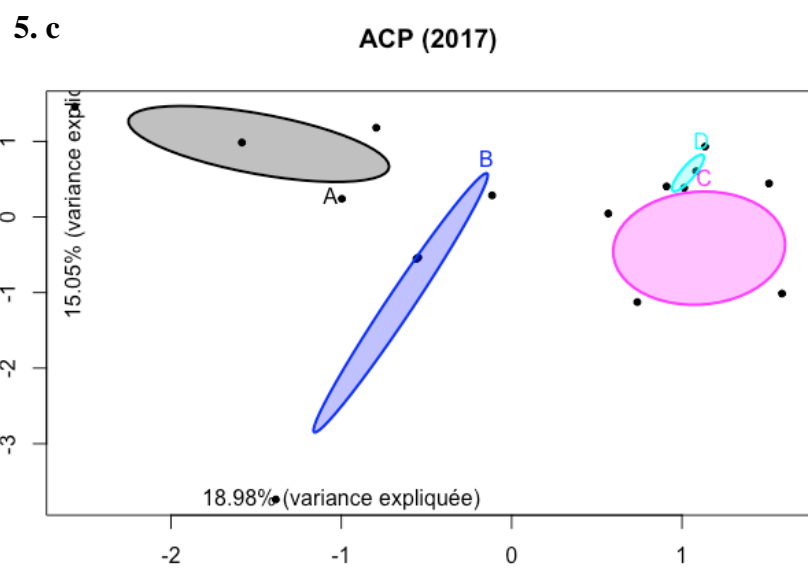 5. c
ACP (2017)
15.05% (variance explic
1
0
-1
-2
-3
A
B
D
C
18.98% (variance expliquée)
-2
-1
0
1